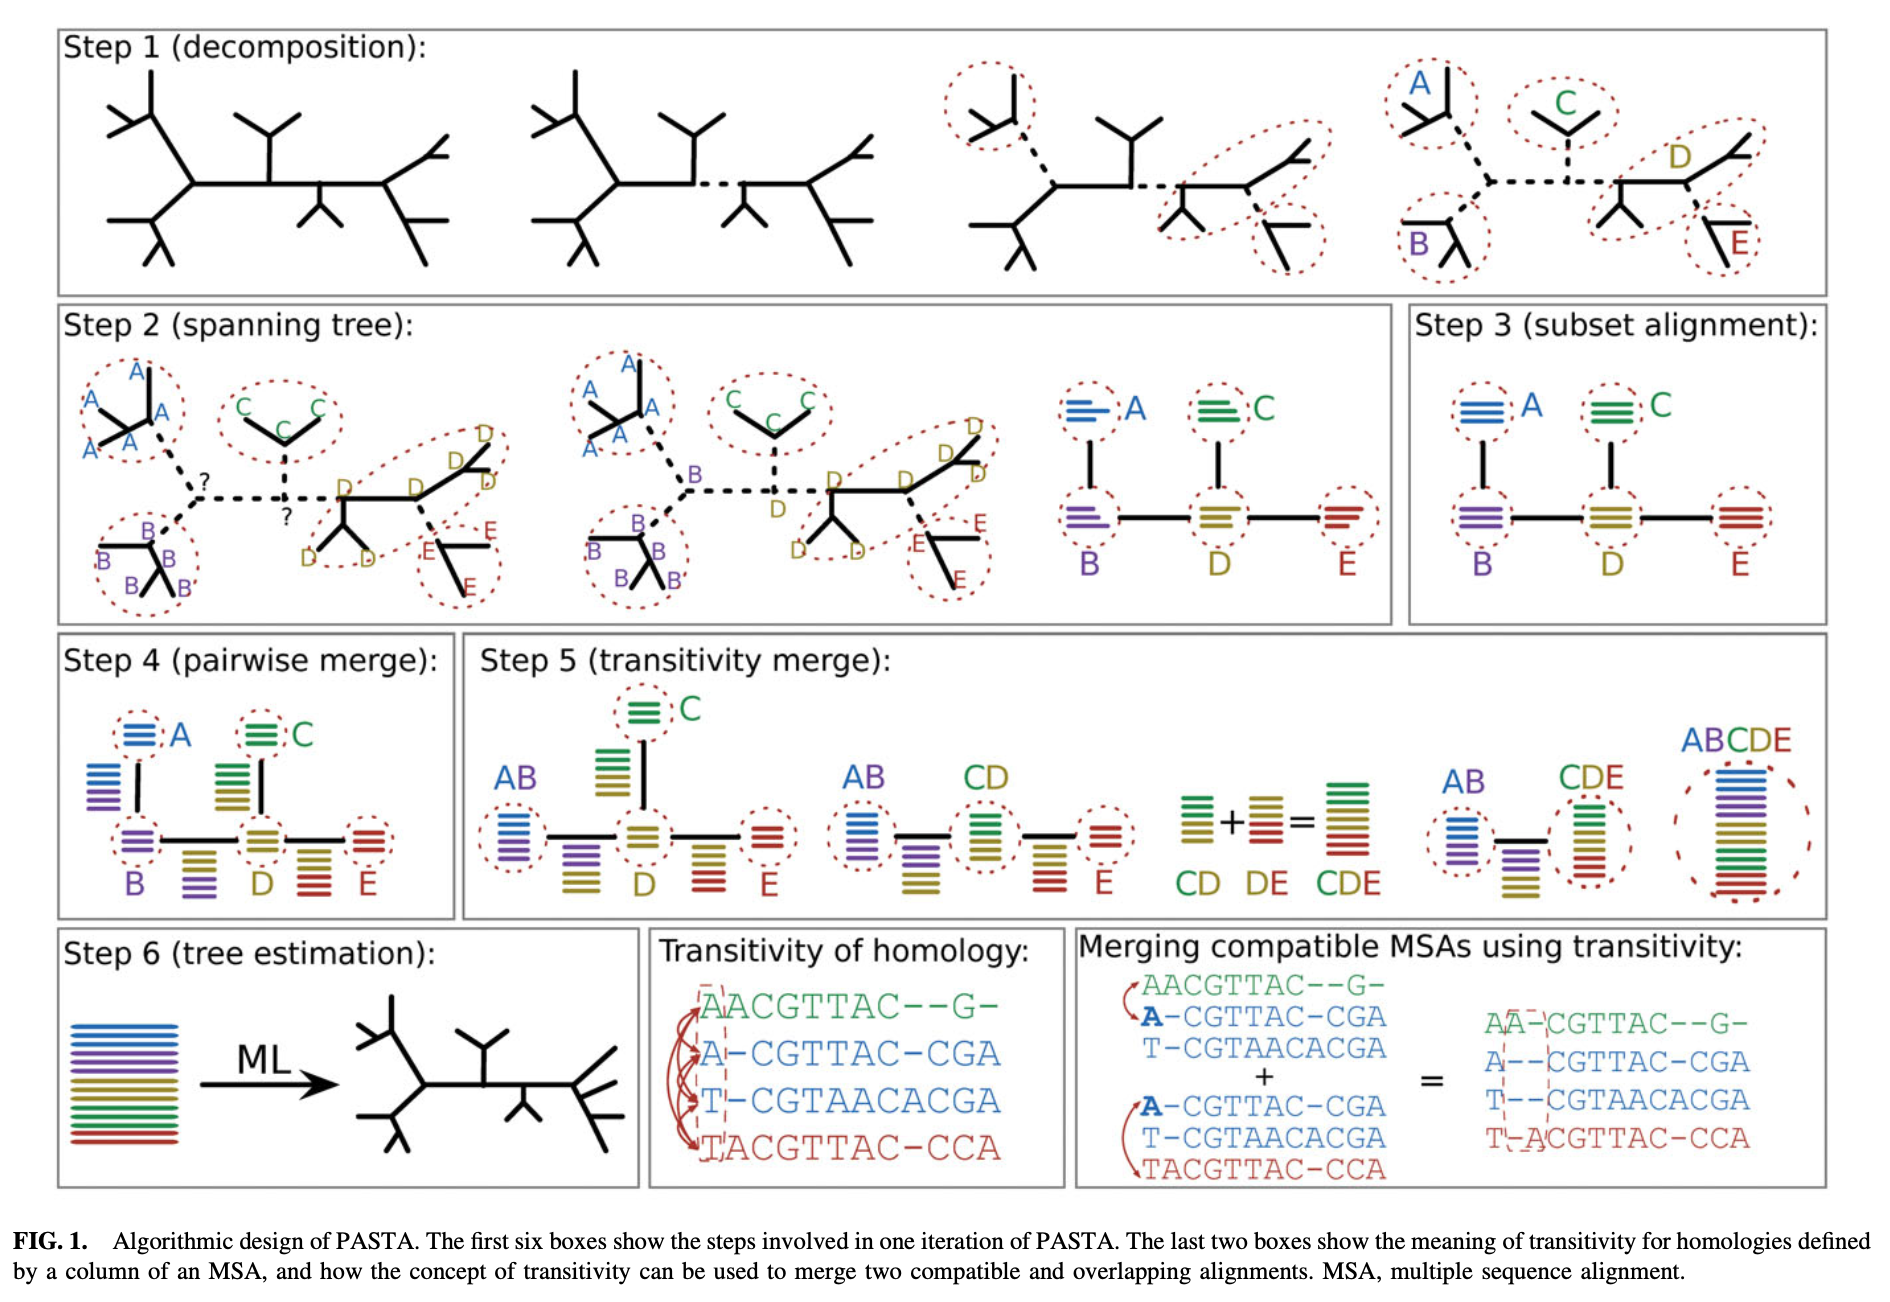 Step 1 (decomposition):
A
C
D
B
E
Step 2 (spanning tree):
A
A
A
A
A
C
C
C
?
?
D
D
D
D
D
D
D
B
B
B
B
B
E
E
E
A
A
A
A
A
C
C
C
B
D
D
D
D
D
D
D
D
B
B
B
B
B
E
E
E
A
C
B
D
E
Step 3 (subset alignment):
A
C
B
D
E
Step 4 (pairwise merge):
A
C
B
D
E
Step 5 (transitivity merge):
C
AB
D
E
AB
CD
E
+
=
CD
DE
CDE
AB
CDE
ABCDE
Step 6 (tree estimation):
ML
Transitivity of homology:
AACGTTAC--G-
A-CGTTAC-CGA
T-CGTAACACGA
TACGTTAC-CCA
Merging compatible MSAs using transitivity:
AACGTTAC--G-
A-CGTTAC-CGA
T-CGTAACACGA
+
A-CGTTAC-CGA
T-CGTAACACGA
TACGTTAC-CCA
=
AA-CGTTAC--G-
A--CGTTAC-CGA
T--CGTAACACGA
T-ACGTTAC-CCA
FIG. 1. Algorithmic design of PASTA. The first six boxes show the steps involved in one iteration of PASTA. The last two boxes show the meaning of transitivity for homologies defined
by a column of an MSA, and how the concept of transitivity can be used to merge two compatible and overlapping alignments. MSA, multiple sequence alignment.